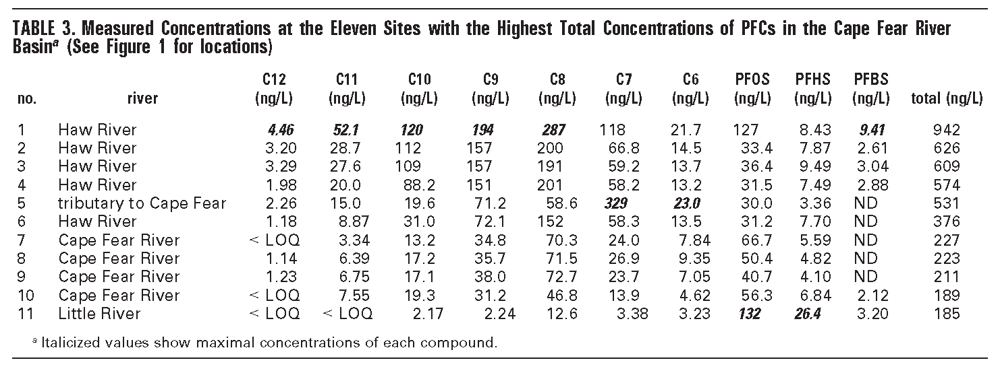 TABLE 3. Measured Concentrations at the Eleven Sites with the Highest Total Concentrations of PFCs in the Cape Fear River
Basin^a (See Figure 1 for locations)
C12 C11 C10 C9 C8 C7 C6 PFOS PFHS PFBS
no. river (ng/L) (ng/L) (ng/L) (ng/L) (ng/L) (ng/L) (ng/L) (ng/L) (ng/L) (ng/L) total (ng/L)
1 Haw River 4.46 52.1 120 194 287 118 21.7 127 8.43 9.41 942
2 Haw River 3.20 28.7 112 157 200 66.8 14.5 33.4 7.87 2.61 626
3 Haw River 3.29 27.6 109 157 191 59.2 13.7 36.4 9.49 3.04 609
4 Haw River 1.98 20.0 88.2 151 201 58.2 13.2 31.5 7.49 2.88 574
5 tributary to Cape Fear 2.26 15.0 19.6 71.2 58.6 329 23.0 30.0 3.36 ND 531
6 Haw River 1.18 8.87 31.0 72.1 152 58.3 13.5 31.2 7.70 ND 376
7 Cape Fear River < LOQ 3.34 13.2 34.8 70.3 24.0 7.84 66.7 5.59 ND 227
8 Cape Fear River 1.14 6.39 17.2 35.7 71.5 26.9 9.35 50.4 4.82 ND 223
9 Cape Fear River 1.23 6.75 17.1 38.0 72.7 23.7 7.05 40.7 4.10 ND 211
10 Cape Fear River < LOQ 7.55 19.3 31.2 46.8 13.9 4.62 56.3 6.84 2.12 189
11 Little River < LOQ < LOQ 2.17 2.24 12.6 3.38 3.23 132 26.4 3.20 185
^a Italicized values show maximal concentrations of each compound.